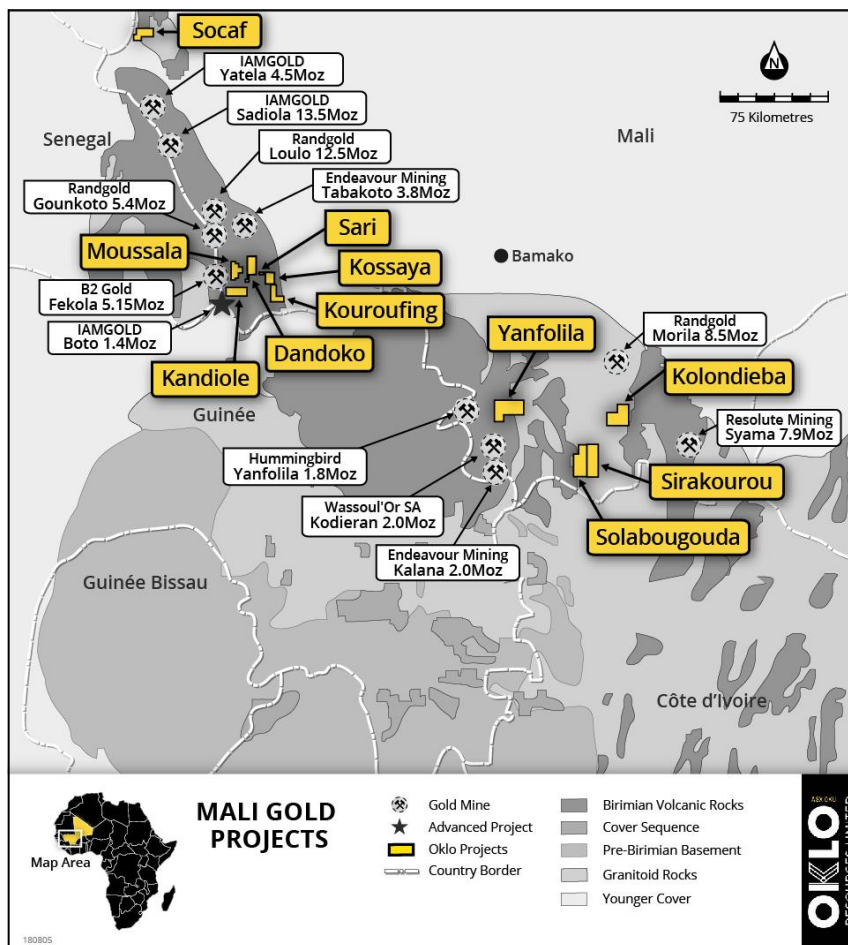 Socaf
IAMGOLD
Yatela 4.5Moz
IAMGOLD
Sadiola 13.5Moz
N
75 Kilometres
Senegal
Mali
Randgold
Loulo 12.5Moz
Endeavour Mining
Tabakoto 3.8Moz
Randgold
Gounkoto 5.4Moz
Sari
Moussala
Kossaya
Bamako
B2 Gold
Fekola 5.15Moz
Kouroufing
IAMGOLD
Boto 1.4Moz
Dandoko
Yanfolila
Randgold
Morila 8.5Moz
Kandiole
Kolondieba
Guinée
Resolute Mining
Syama 7.9Moz
Hummingbird
Yanfolila 1.8Moz
Sirakourou
Wassoul'Or SA
Kodieran 2.0Moz
Solabougouda
Endeavour Mining
Kalana 2.0Moz
Guinée Bissau
Côte d'Ivoire
Map Area
MALI GOLD
PROJECTS
Gold Mine
Advanced Project
Oklo Projects
Country Border
Birimian Volcanic Rocks
Cover Sequence
Pre-Birimian Basement
Granitoid Rocks
Younger Cover
ASX:OKU
OKLO
RESOURCES LIMITED
180805